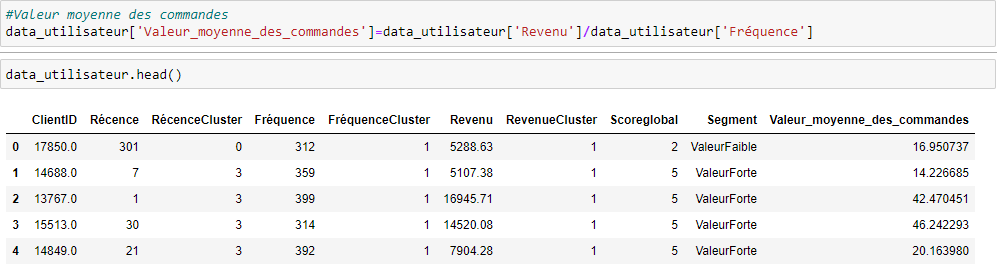 #Valeur moyenne des commandes
data_utilisateur['Valeur_moyenne_des_commandes']=data_utilisateur['Revenu']/data_utilisateur['Fréquence']
data_utilisateur.head()
ClientID Récence RécenceCluster Fréquence FréquenceCluster Revenu RevenueCluster Scoreglobal Segment Valeur_moyenne_des_commandes
0 17850.0 301 0 312 1 5288.63 1 2 ValeurFaible 16.950737
1 14688.0 7 3 359 1 5107.38 1 5 ValeurForte 14.226685
2 13767.0 1 3 399 1 16945.71 1 5 ValeurForte 42.470451
3 15513.0 30 3 314 1 14520.08 1 5 ValeurForte 46.242293
4 14849.0 21 3 392 1 7904.28 1 5 ValeurForte 20.163980